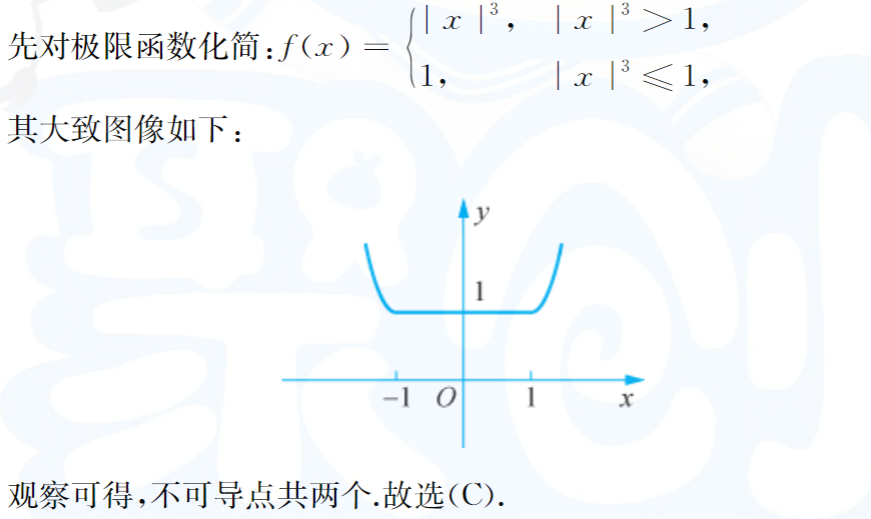 先对极限函数化简:f(x) = { | x |³, | x |³ > 1,
1, | x |³ ⩽ 1,
其大致图像如下:
y
1
−1 O 1 x
观察可得,不可导点共两个.故选(C).